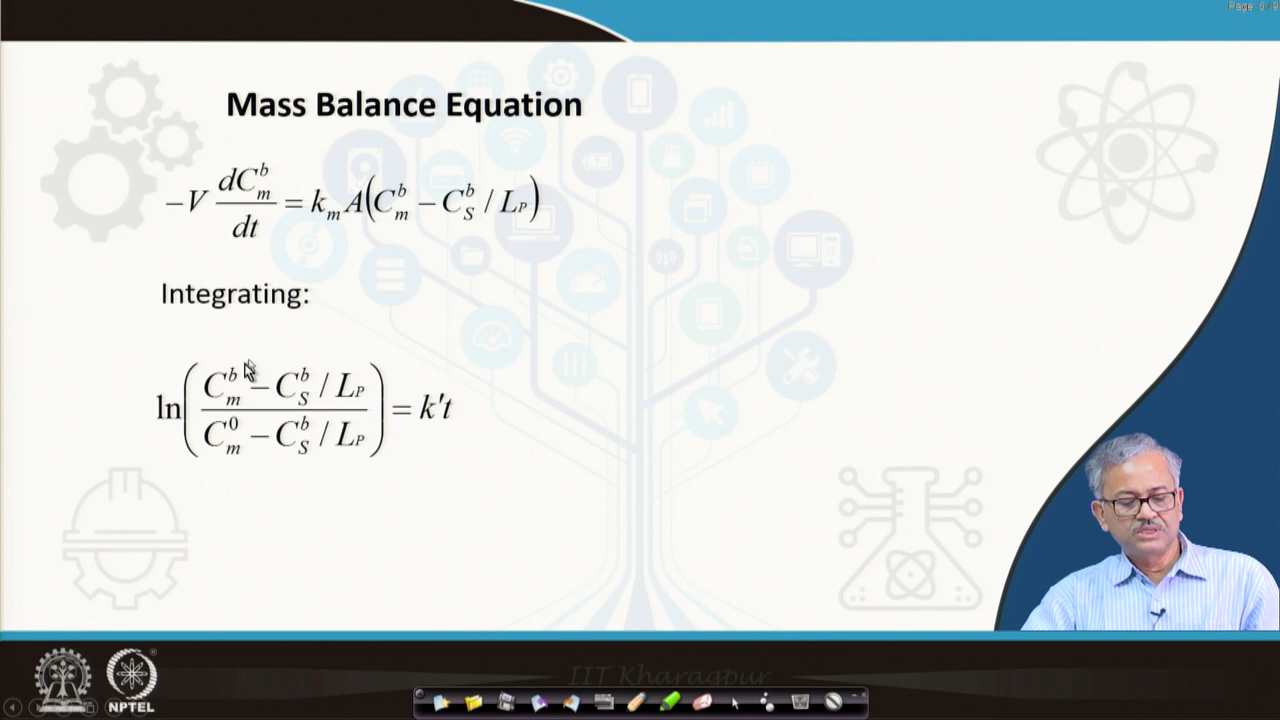 Mass Balance Equation
−V dC_m^b / dt = k_m A(C_m^b − C_S^b / L_P)
Integrating:
ln((C_m^b − C_S^b / L_P) / (C_m^0 − C_S^b / L_P)) = k't
IIT Kharagpur
NPTEL